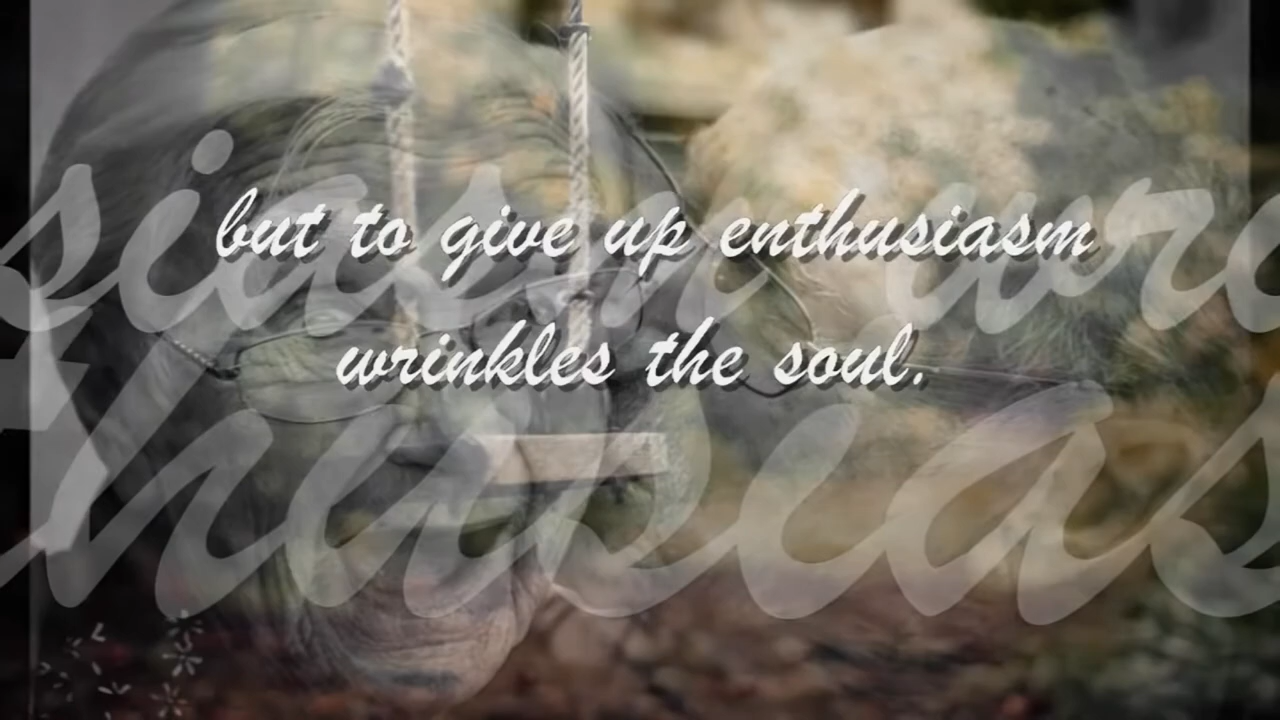 but to give up enthusiasm
wrinkles the soul.